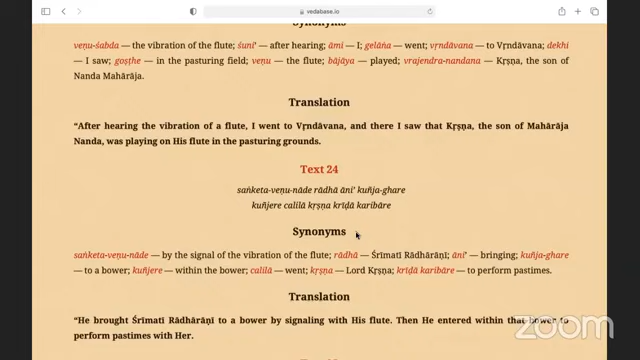 vedabase.io
Synonyms
veṇu-śabda — the vibration of the flute; śuni' — after hearing; āmi — I; gelāṅa — went; vṛndāvana — to Vṛndāvana; dekhi
— I saw; goṣṭhe — in the pasturing field; veṇu — the flute; bājāya — played; vrajendra-nandana — Kṛṣṇa, the son of
Nanda Mahārāja.
Translation
“After hearing the vibration of a flute, I went to Vṛndāvana, and there I saw that Kṛṣṇa, the son of Mahārāja
Nanda, was playing on His flute in the pasturing grounds.
Text 24
saṅketa-veṇu-nāde rādhā āni' kuñja-ghare
kuñjere calilā kṛṣṇa krīḍā karibāre
Synonyms
saṅketa-veṇu-nāde — by the signal of the vibration of the flute; rādhā — Śrīmatī Rādhārāṇī; āni' — bringing; kuñja-ghare
— to a bower; kuñjere — within the bower; calilā — went; kṛṣṇa — Lord Kṛṣṇa; krīḍā karibāre — to perform pastimes.
Translation
“He brought Śrīmatī Rādhārāṇī to a bower by signaling with His flute. Then He entered within that bower to
perform pastimes with Her.
zoom